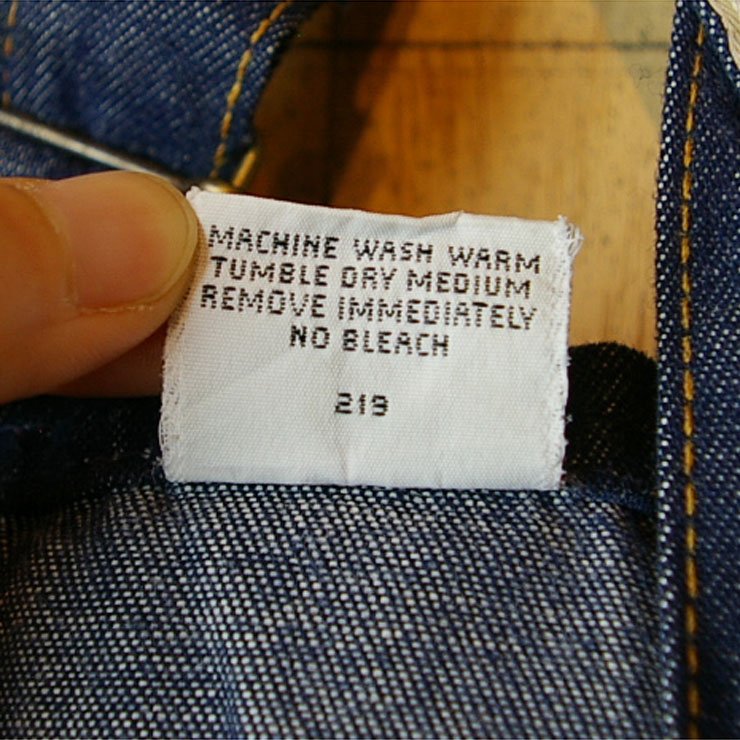 MACHINE WASH WARM
TUMBLE DRY MEDIUM
REMOVE IMMEDIATELY
NO BLEACH
219